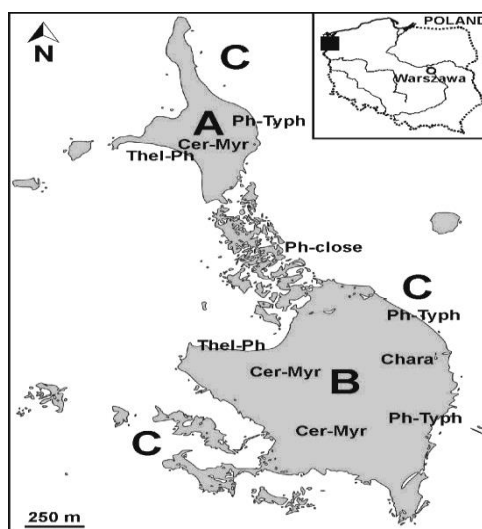 N
C
POLAND
Warszawa
A
Ph-Typh
Cer-Myr
Thel-Ph
Ph-close
C
Ph-Typh
Thel-Ph
Chara
Cer-Myr
B
Ph-Typh
Cer-Myr
C
250 m